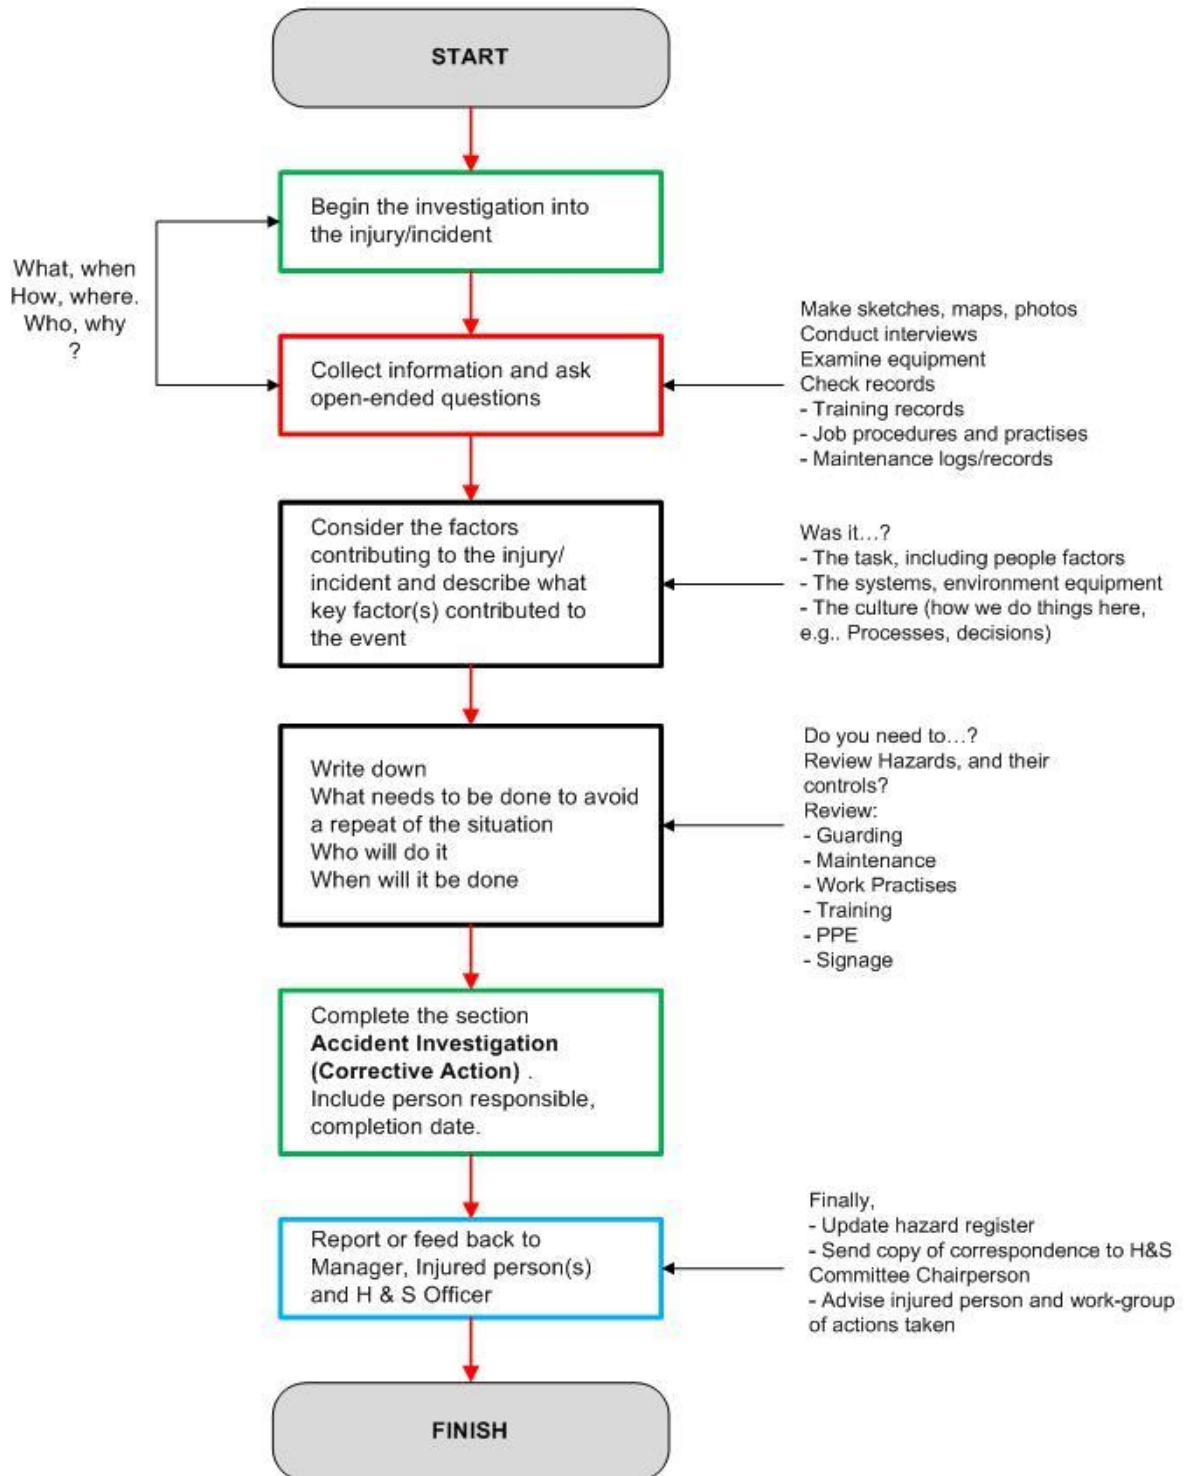 START
Begin the investigation into
the injury/incident
What, when
How, where.
Who, why
?
Collect information and ask
open-ended questions
Make sketches, maps, photos
Conduct interviews
Examine equipment
Check records
- Training records
- Job procedures and practises
- Maintenance logs/records
Consider the factors
contributing to the injury/
incident and describe what
key factor(s) contributed to
the event
Was it...?
- The task, including people factors
- The systems, environment equipment
- The culture (how we do things here,
e.g.. Processes, decisions)
Write down
What needs to be done to avoid
a repeat of the situation
Who will do it
When will it be done
Do you need to...?
Review Hazards, and their
controls?
Review:
- Guarding
- Maintenance
- Work Practises
- Training
- PPE
- Signage
Complete the section
Accident Investigation
(Corrective Action) .
Include person responsible,
completion date.
Report or feed back to
Manager, Injured person(s)
and H & S Officer
Finally,
- Update hazard register
- Send copy of correspondence to H&S
Committee Chairperson
- Advise injured person and work-group
of actions taken
FINISH